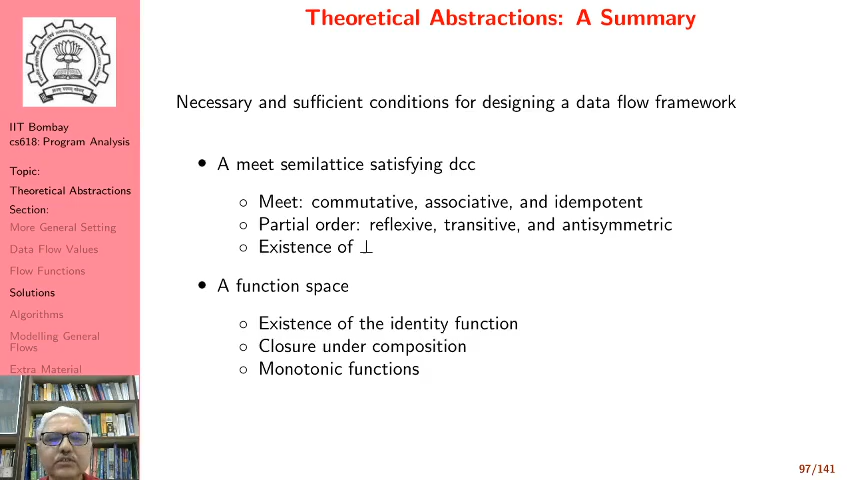 Theoretical Abstractions: A Summary
IIT Bombay
cs618: Program Analysis
Topic:
Theoretical Abstractions
Section:
More General Setting
Data Flow Values
Flow Functions
Solutions
Algorithms
Modelling General
Flows
Extra Material
Necessary and sufficient conditions for designing a data flow framework
• A meet semilattice satisfying dcc
◦ Meet: commutative, associative, and idempotent
◦ Partial order: reflexive, transitive, and antisymmetric
◦ Existence of ⊥
• A function space
◦ Existence of the identity function
◦ Closure under composition
◦ Monotonic functions
97/141